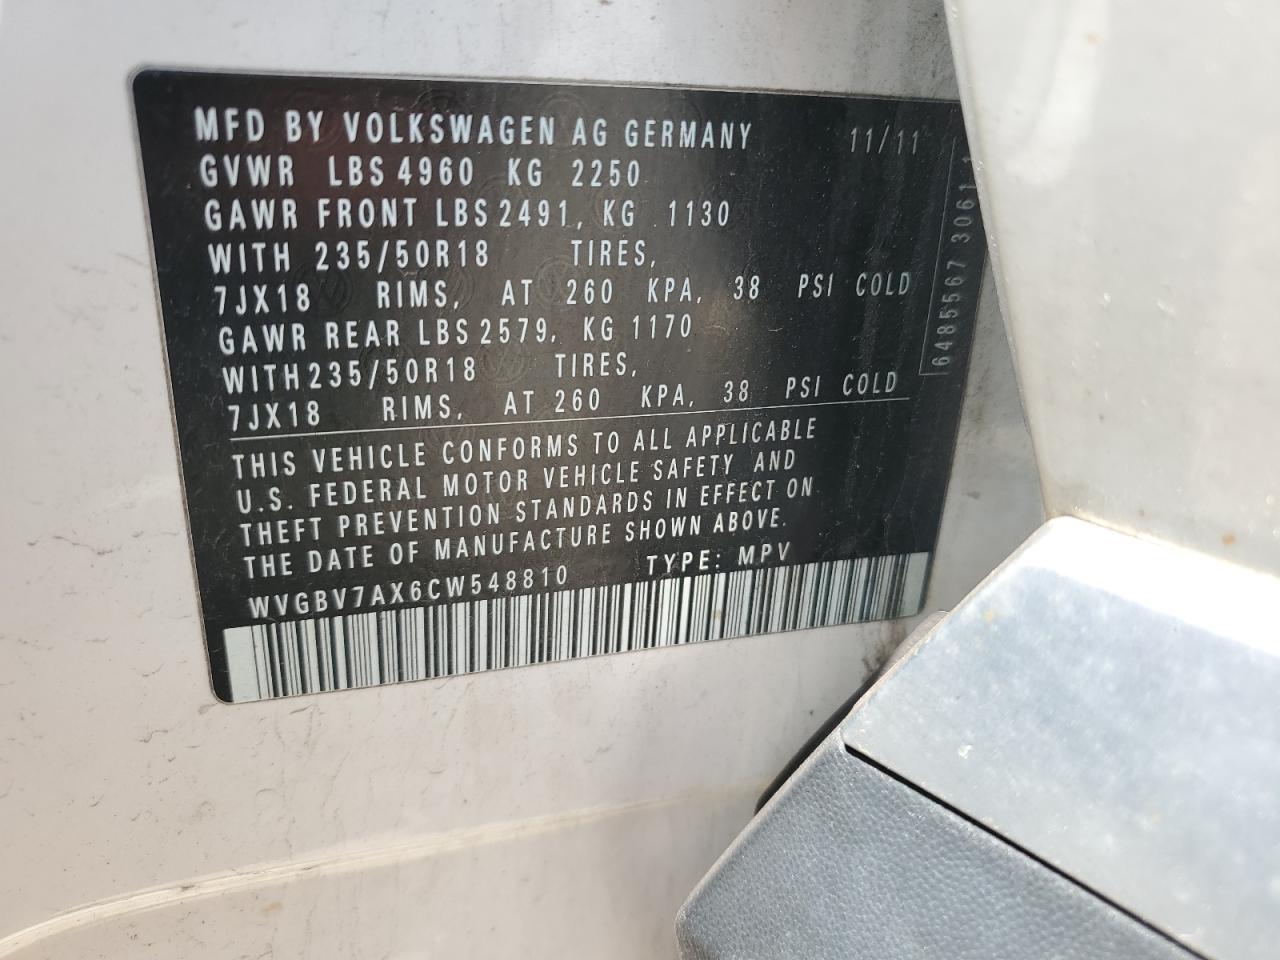 MFD BY VOLKSWAGEN AG GERMANY 11/11
GVWR LBS 4960 KG 2250
GAWR FRONT LBS 2491, KG 1130
WITH 235/50R18 TIRES,
7JX18 RIMS, AT 260 KPA, 38 PSI COLD
GAWR REAR LBS 2579, KG 1170
WITH 235/50R18 TIRES,
7JX18 RIMS, AT 260 KPA, 38 PSI COLD
THIS VEHICLE CONFORMS TO ALL APPLICABLE
U.S. FEDERAL MOTOR VEHICLE SAFETY AND
THEFT PREVENTION STANDARDS IN EFFECT ON
THE DATE OF MANUFACTURE SHOWN ABOVE.
WVGBV7AX6CW548810 TYPE: MPV
6485567